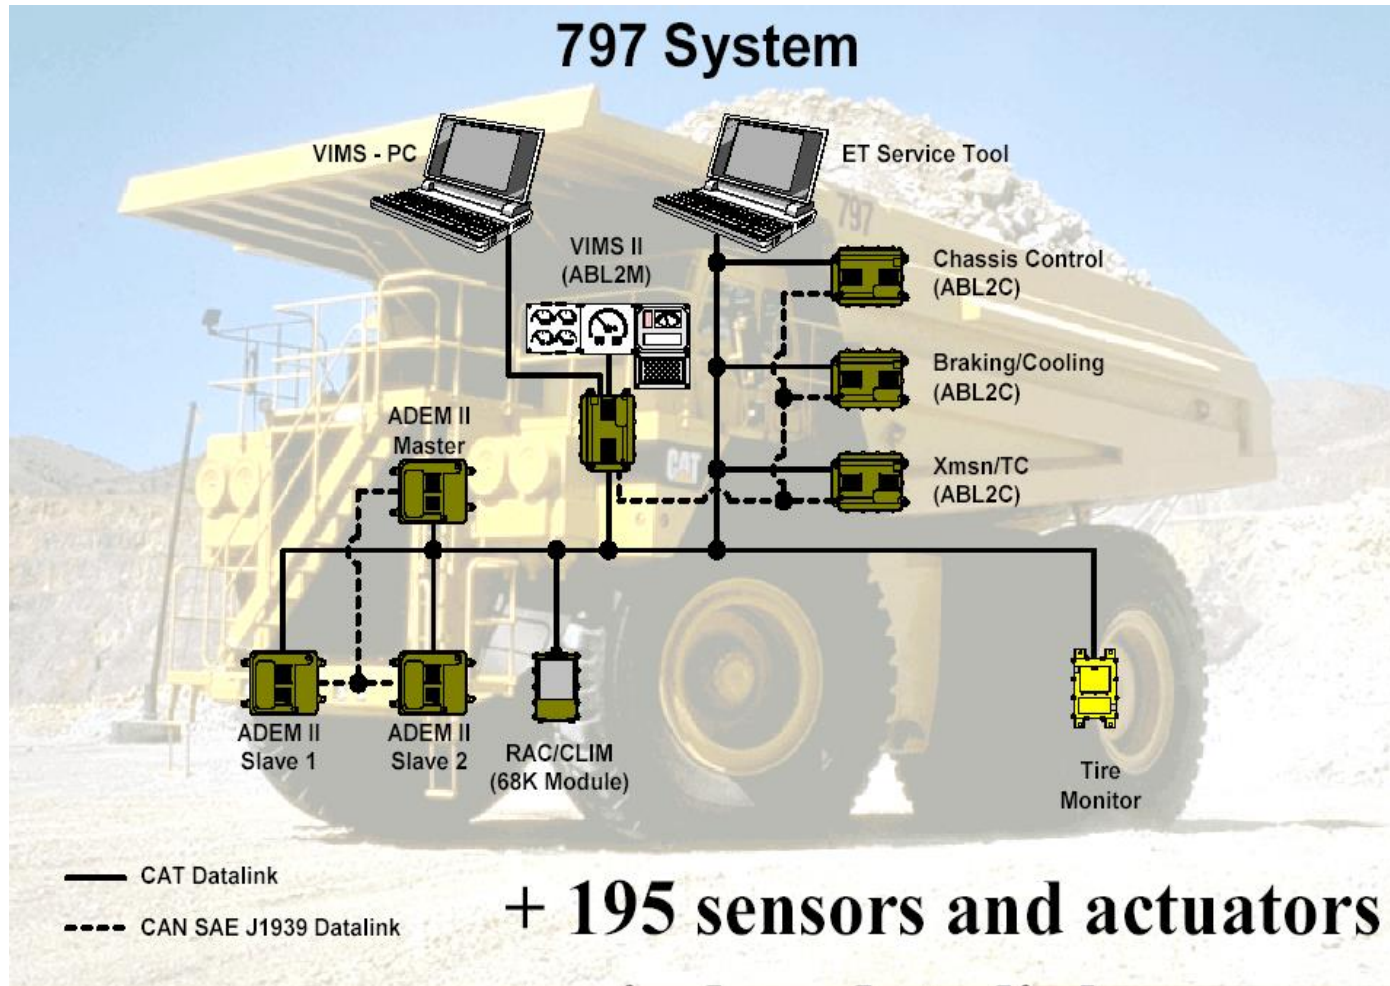 797 System
VIMS - PC
ET Service Tool
797
VIMS II
(ABL2M)
Chassis Control
(ABL2C)
Braking/Cooling
(ABL2C)
ADEM II
Master
CAT
Xmsn/TC
(ABL2C)
ADEM II
Slave 1
ADEM II
Slave 2
RAC/CLIM
(68K Module)
Tire
Monitor
CAT Datalink
CAN SAE J1939 Datalink
+ 195 sensors and actuators